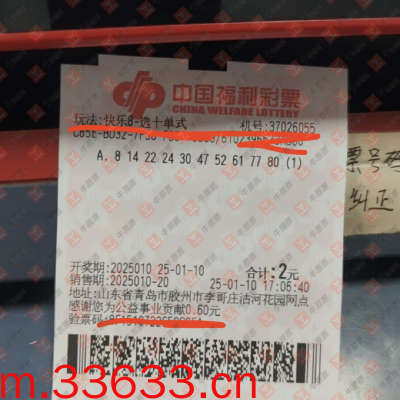 中国福利彩票
CHINA WELFARE LOTTERY
玩法:快乐8-选十单式 机号:37026055
A. 8 14 22 24 30 47 52 61 77 80 (1)
票号码
纠正
开奖期:2025010 25-01-10 合计:2元
销售期:2025010-20 25-01-10 17:06:40
地址:山东省青岛市胶州市李哥庄沽河花园网点
感谢您为公益事业贡献0.60元
验票码:
m.33633.cn